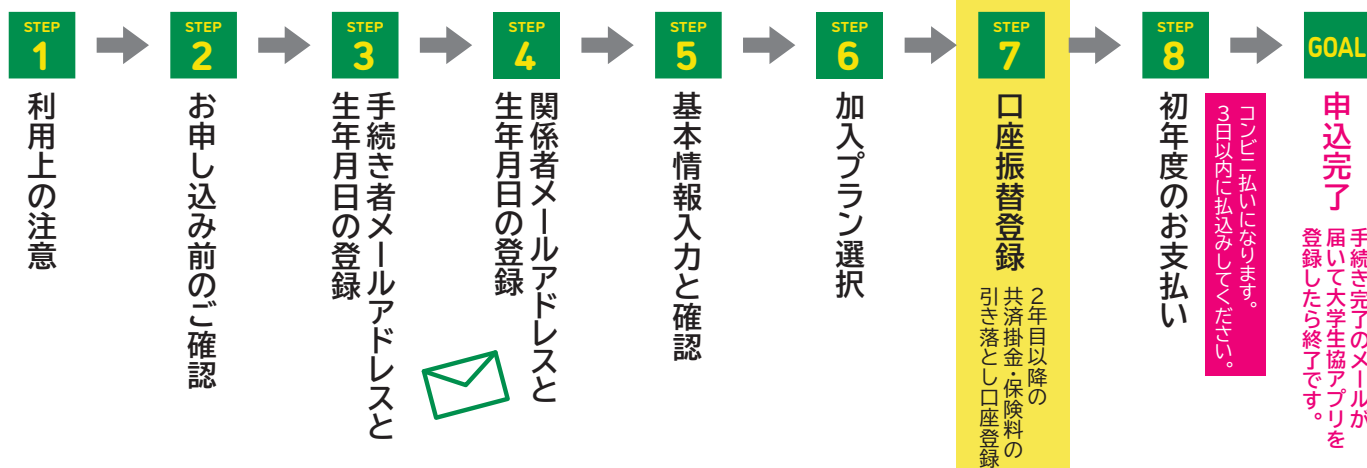 STEP
1
利用上の注意
STEP
2
お申し込み前のご確認
STEP
3
手続き者メールアドレスと
生年月日の登録
STEP
4
関係者メールアドレスと
生年月日の登録
STEP
5
基本情報入力と確認
STEP
6
加入プラン選択
STEP
7
口座振替登録
2年目以降の
共済掛金・保険料の
引き落とし口座登録
STEP
8
初年度のお支払い
コンビニ払いになります。
3日以内に払込みしてください。
GOAL
申込完了
手続き完了のメールが
届いて大学生協アプリを
登録したら終了です。